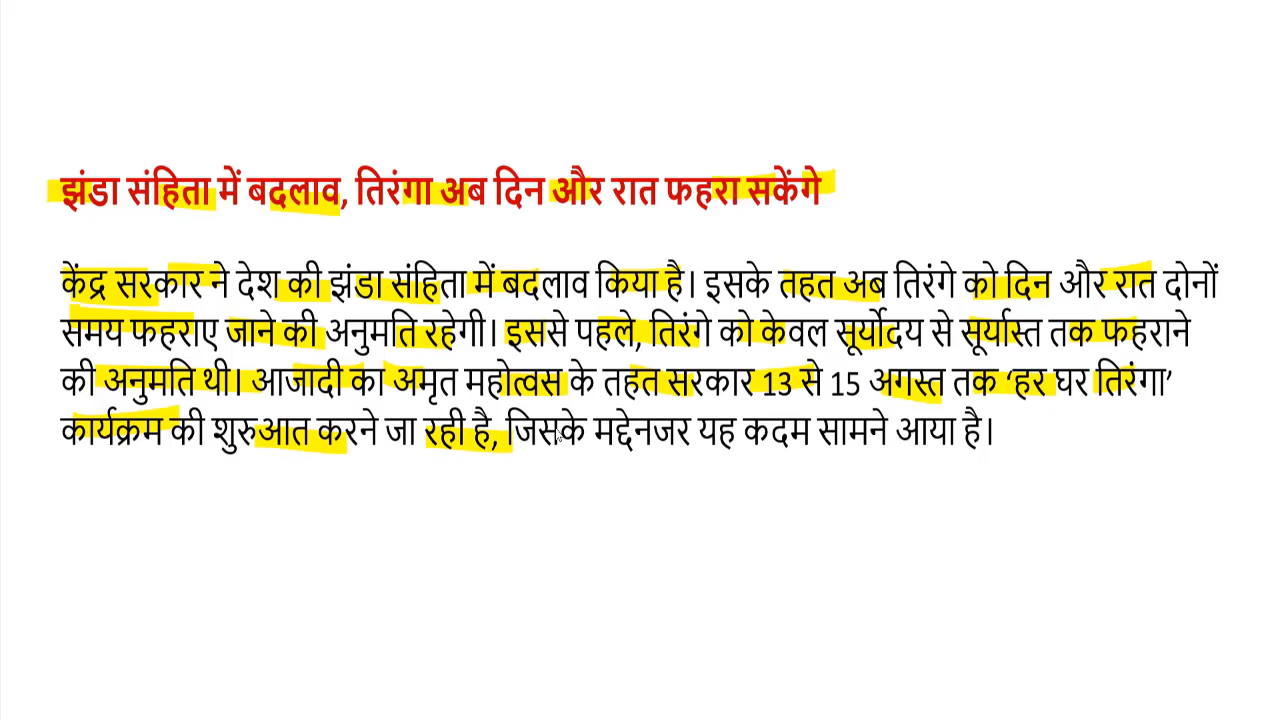 झंडा संहिता में बदलाव, तिरंगा अब दिन और रात फहरा सकेंगे
केंद्र सरकार ने देश की झंडा संहिता में बदलाव किया है। इसके तहत अब तिरंगे को दिन और रात दोनों
समय फहराए जाने की अनुमति रहेगी। इससे पहले, तिरंगे को केवल सूर्योदय से सूर्यास्त तक फहराने
की अनुमति थी। आजादी का अमृत महोत्वस के तहत सरकार 13 से 15 अगस्त तक ‘हर घर तिरंगा’
कार्यक्रम की शुरुआत करने जा रही है, जिसके मद्देनजर यह कदम सामने आया है।